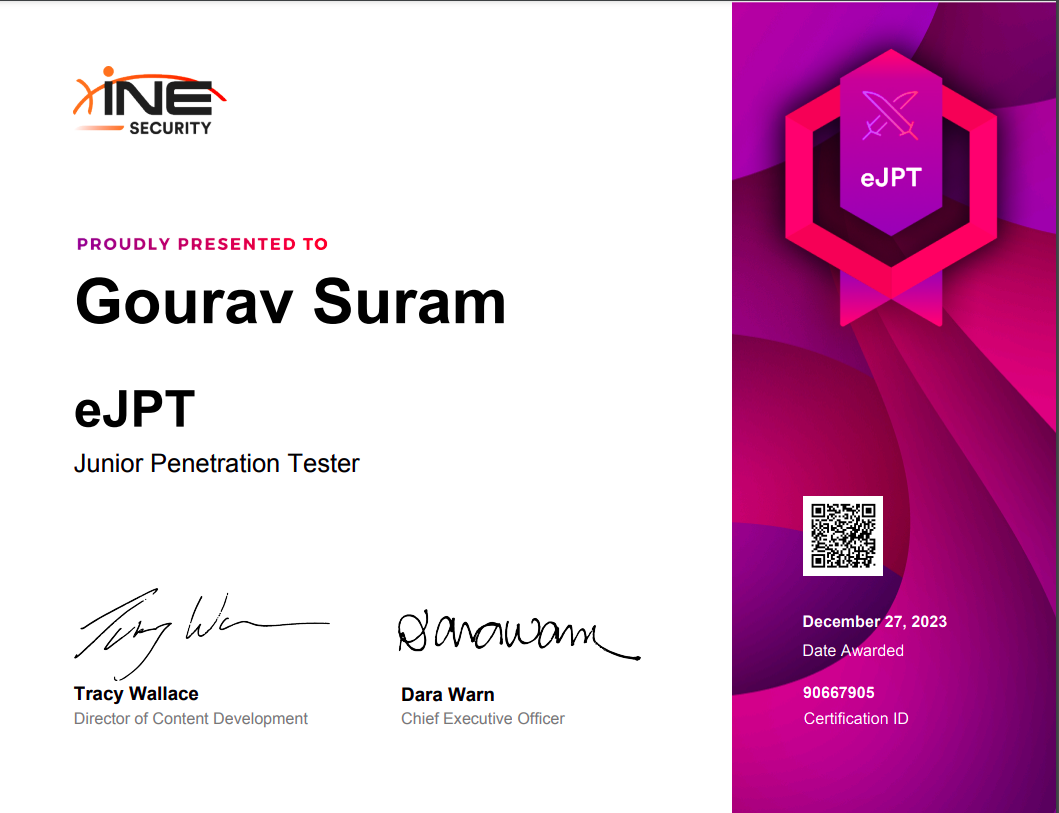 iNE
SECURITY
PROUDLY PRESENTED TO
Gourav Suram
eJPT
Junior Penetration Tester
Tracy Wallace
Director of Content Development
Dara Warn
Chief Executive Officer
eJPT
December 27, 2023
Date Awarded
90667905
Certification ID